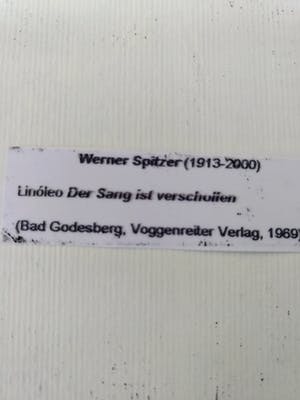 Werner Spitzer (1913-2000)
Linóleo Der Sang ist verschollen
(Bad Godesberg, Voggenreiter Verlag, 1969)